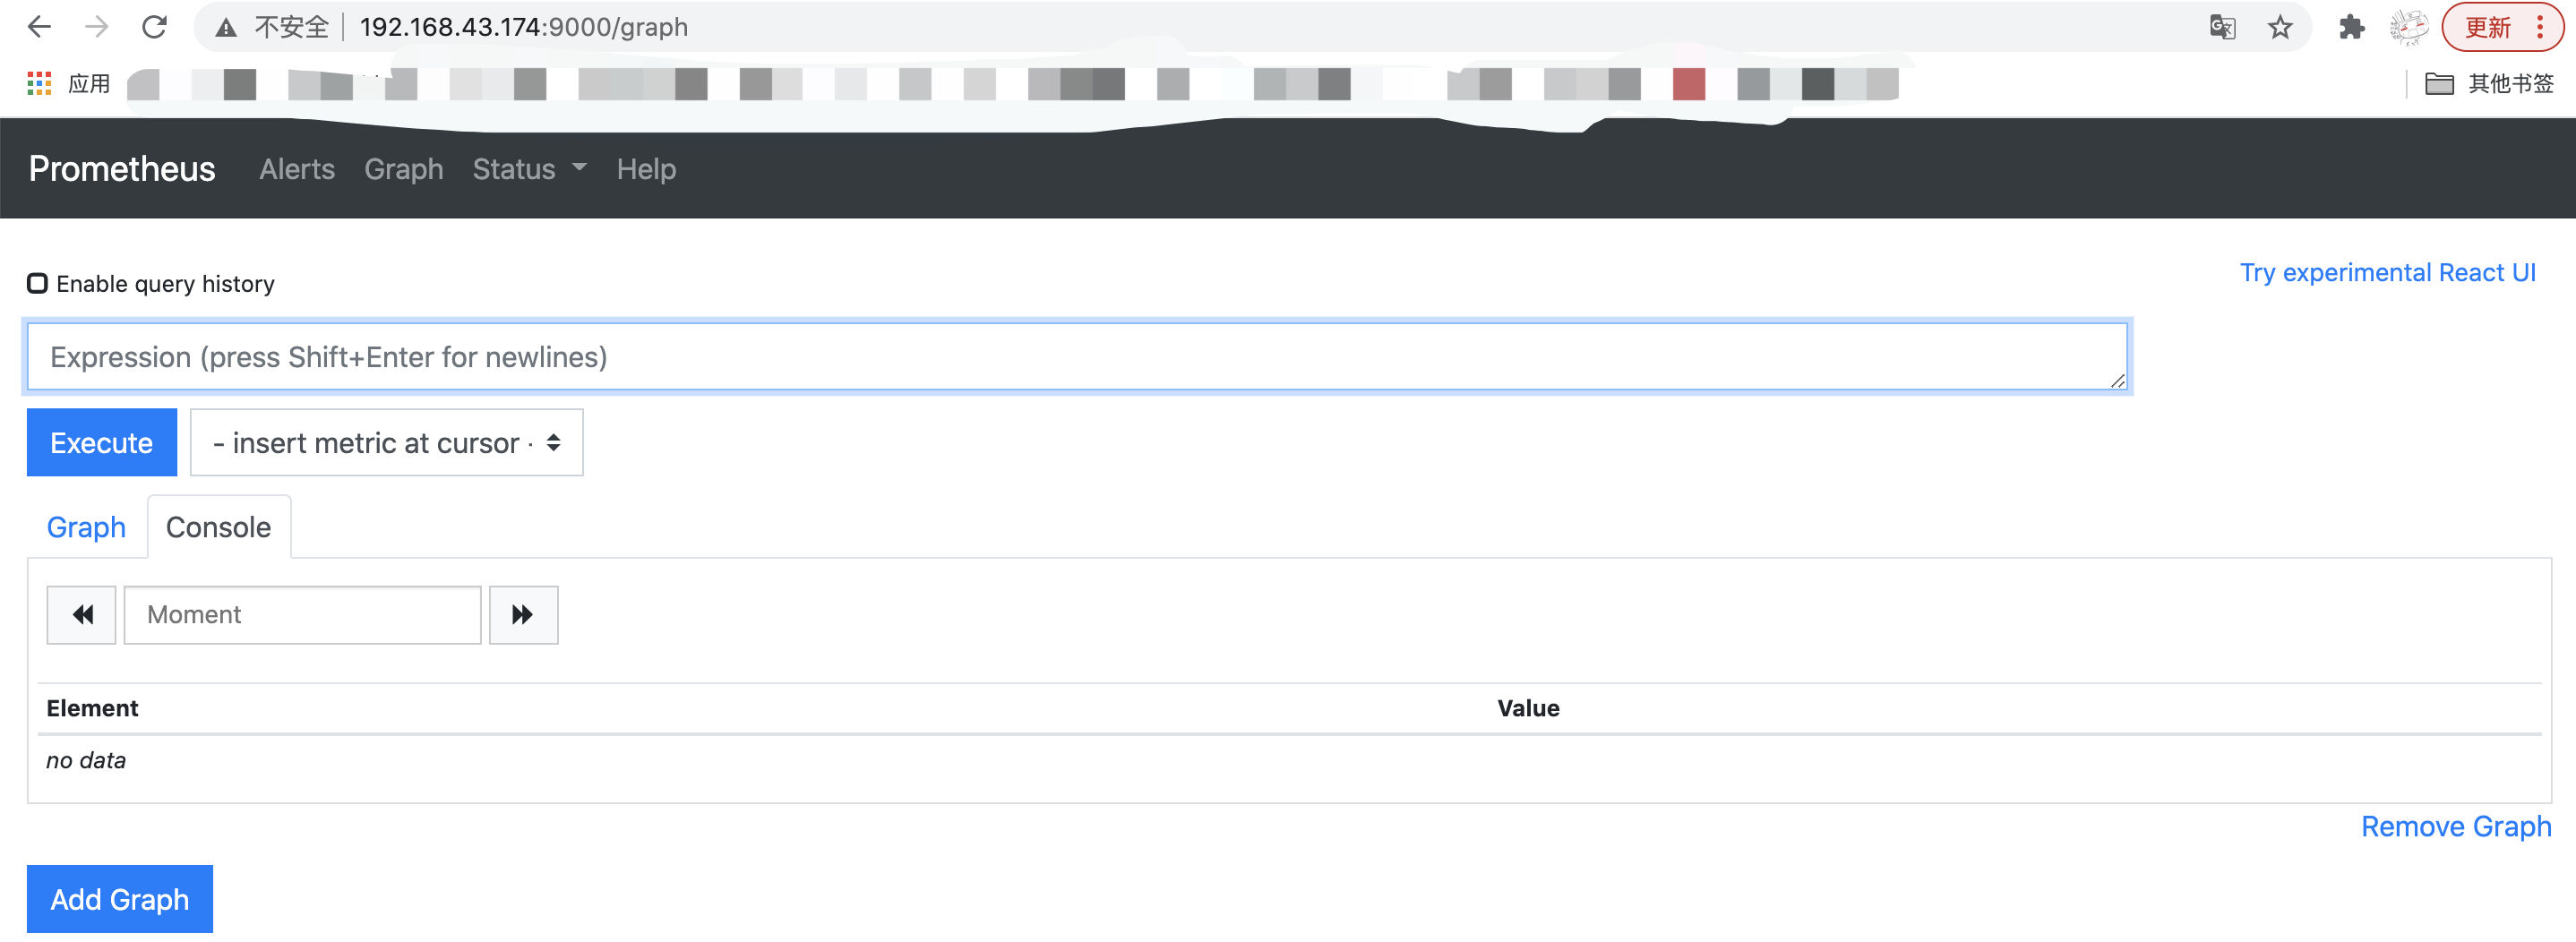 不安全 192.168.43.174:9000/graph 更新
应用 其他书签
Prometheus Alerts Graph Status Help
Enable query history Try experimental React UI
Expression (press Shift+Enter for newlines)
Execute - insert metric at cursor -
Graph Console
Moment
Element Value
no data
Remove Graph
Add Graph